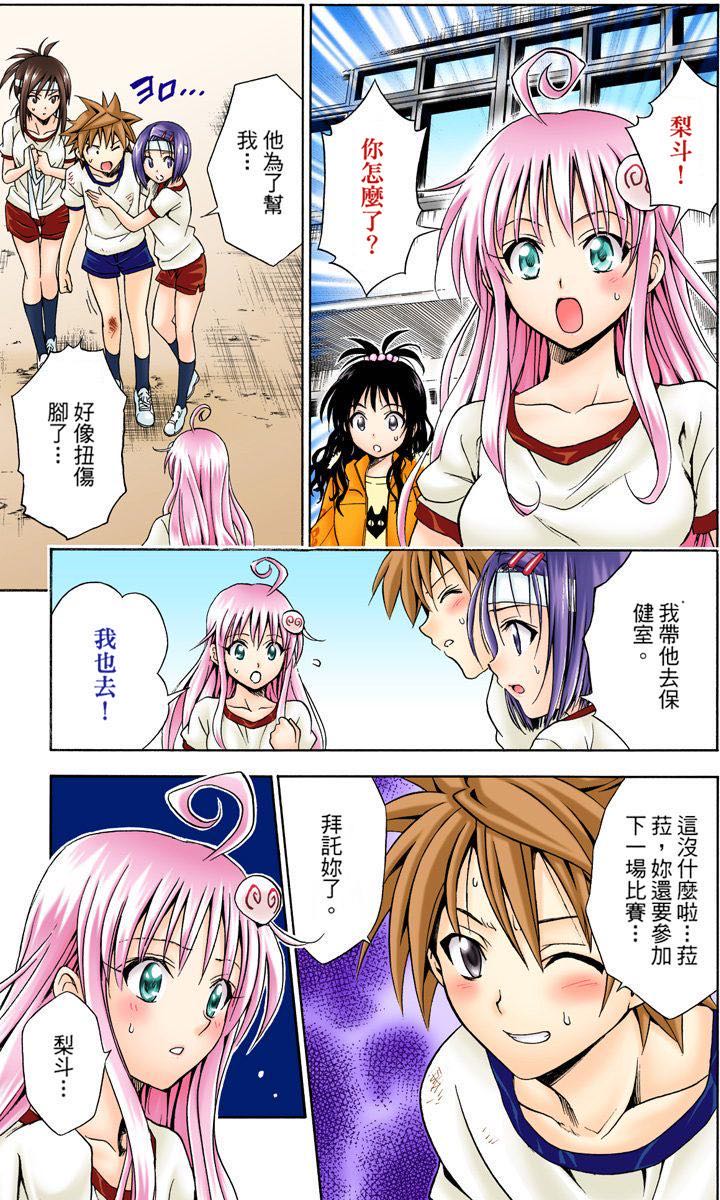 梨斗！
你怎麼了？
他為了幫
我…
ヨロ…
好像扭傷
腳了…
我帶他去保
健室。
我也去！
這沒什麼啦…菈
菈，妳還要參加
下一場比賽…
拜託妳了。
梨斗…